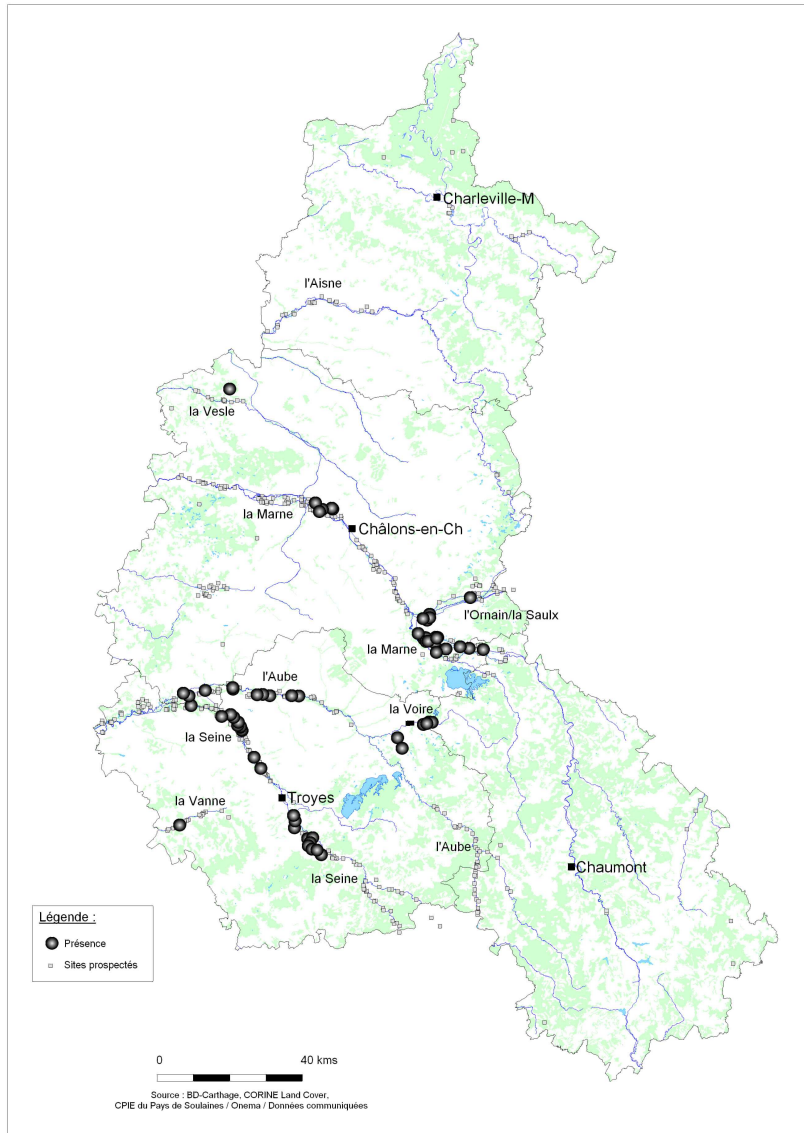 Charleville-M
l'Aisne
la Vesle
la Marne
Châlons-en-Ch
l'Ornain/la Saulx
la Marne
l'Aube
la Voire
la Seine
Troyes
la Vanne
l'Aube
Chaumont
la Seine
Légende :
Présence
Sites prospectés
0 40 kms
Source : BD-Carthage, CORINE Land Cover,
CPIE du Pays de Soulaines / Onema / Données communiquées